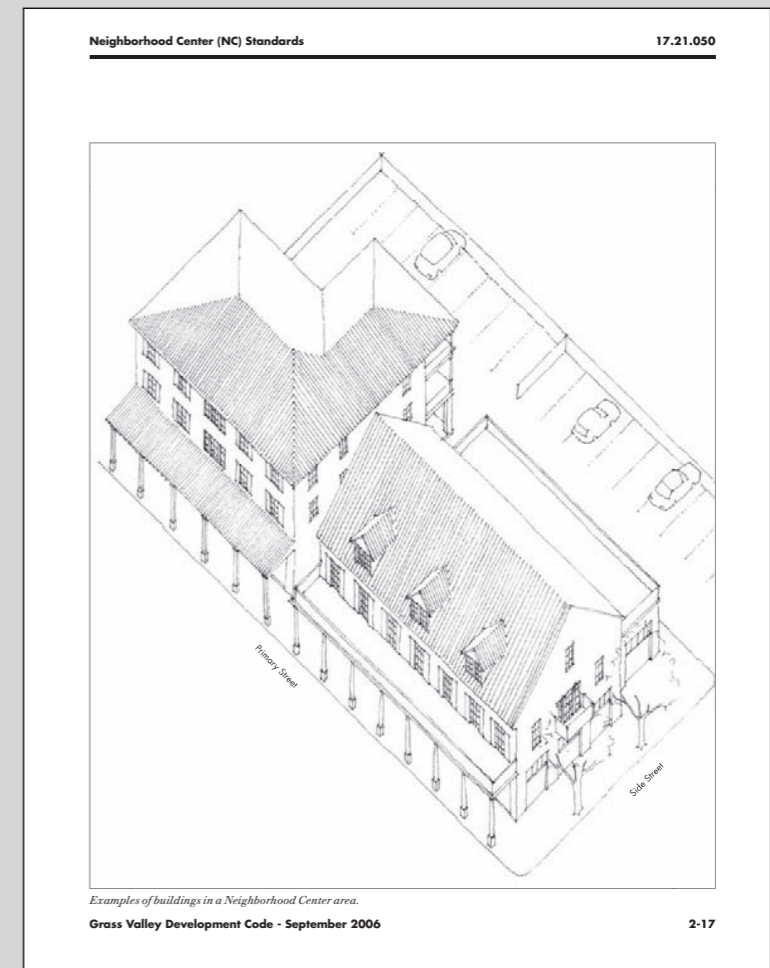 Neighborhood Center (NC) Standards 17.21.050
Primary Street
Side Street
Examples of buildings in a Neighborhood Center area.
Grass Valley Development Code - September 2006 2-17